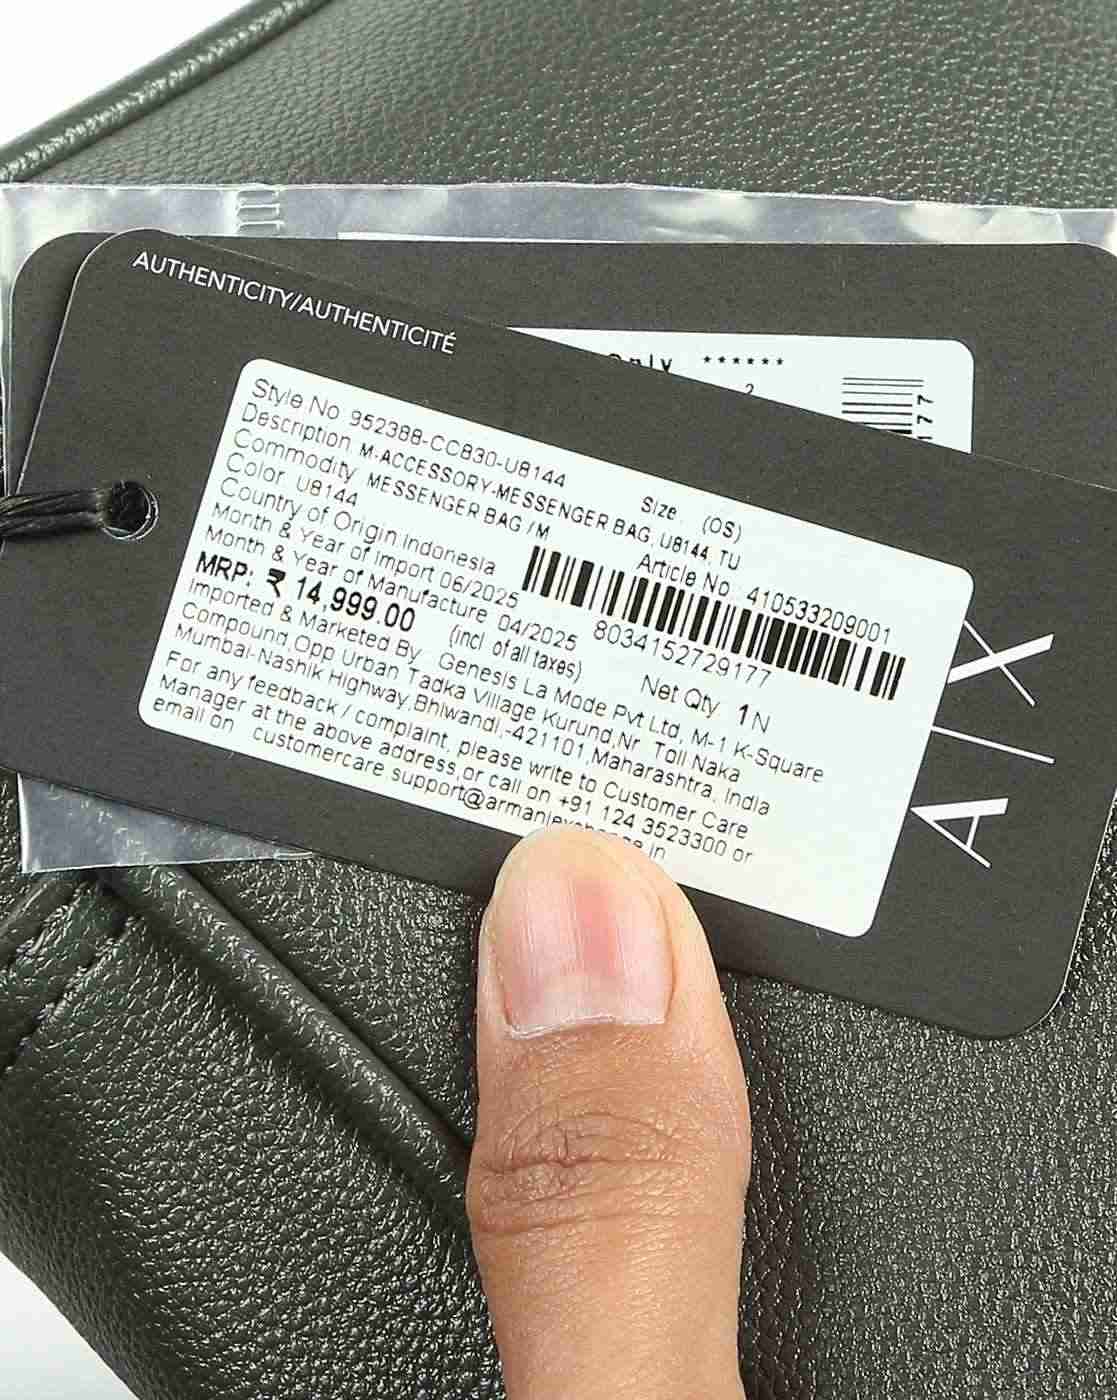 AUTHENTICITY/AUTHENTICITÉ
Only ******
2
177
Style No 952388-CC830-U8144
Size. (OS)
Description M-ACCESSORY-MESSENGER BAG, U8144, TU
Commodity MESSENGER BAG / M
Article No. 410533209001
Color U8144
Country of Origin Indonesia
Month & Year of Import 06/2025
Month & Year of Manufacture 04/2025
8034152729177
MRP: ₹ 14,999.00 (incl of all taxes)
Net Qty 1N
Imported & Marketed By Genesis La Mode Pvt Ltd, M-1 K-Square
Compound,Opp Urban Tadka Village Kurund,Nr Toll Naka
Mumbai-Nashik Highway,Bhiwandi,-421101,Maharashtra, India
For any feedback / complaint, please write to Customer Care
Manager at the above address,or call on +91 124 3523300 or
email on customercare support@armaniexchange in
A|X